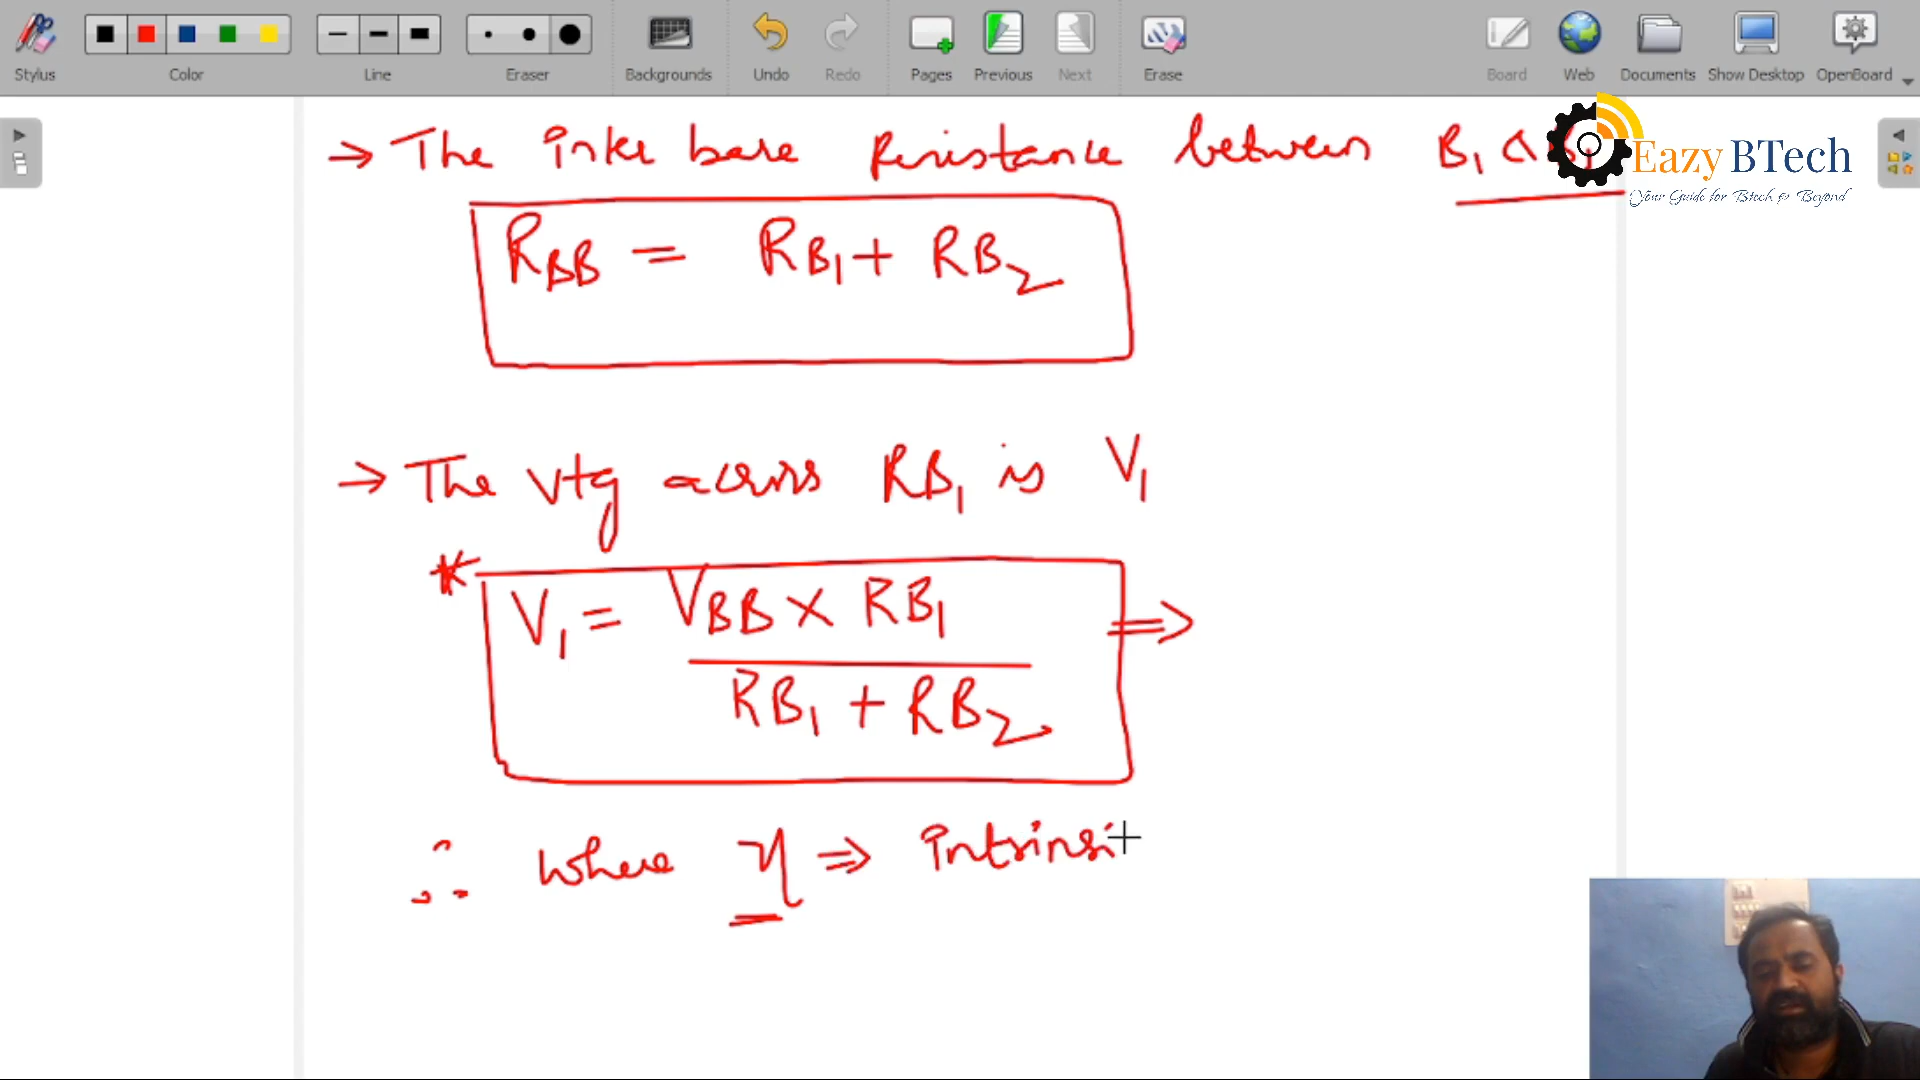 Stylus Color Line Eraser Backgrounds Undo Redo Pages Previous Next Erase Board Web Documents Show Desktop OpenBoard
→ The inter base Resistance between B1
Eazy BTech
Your Guide for Btech & Beyond
RBB = RB1 + RB2
→ The vtg across RB1 is V1
* V1 = VBB × RB1 ⇒
RB1 + RB2
∴ where η ⇒ intrinsi